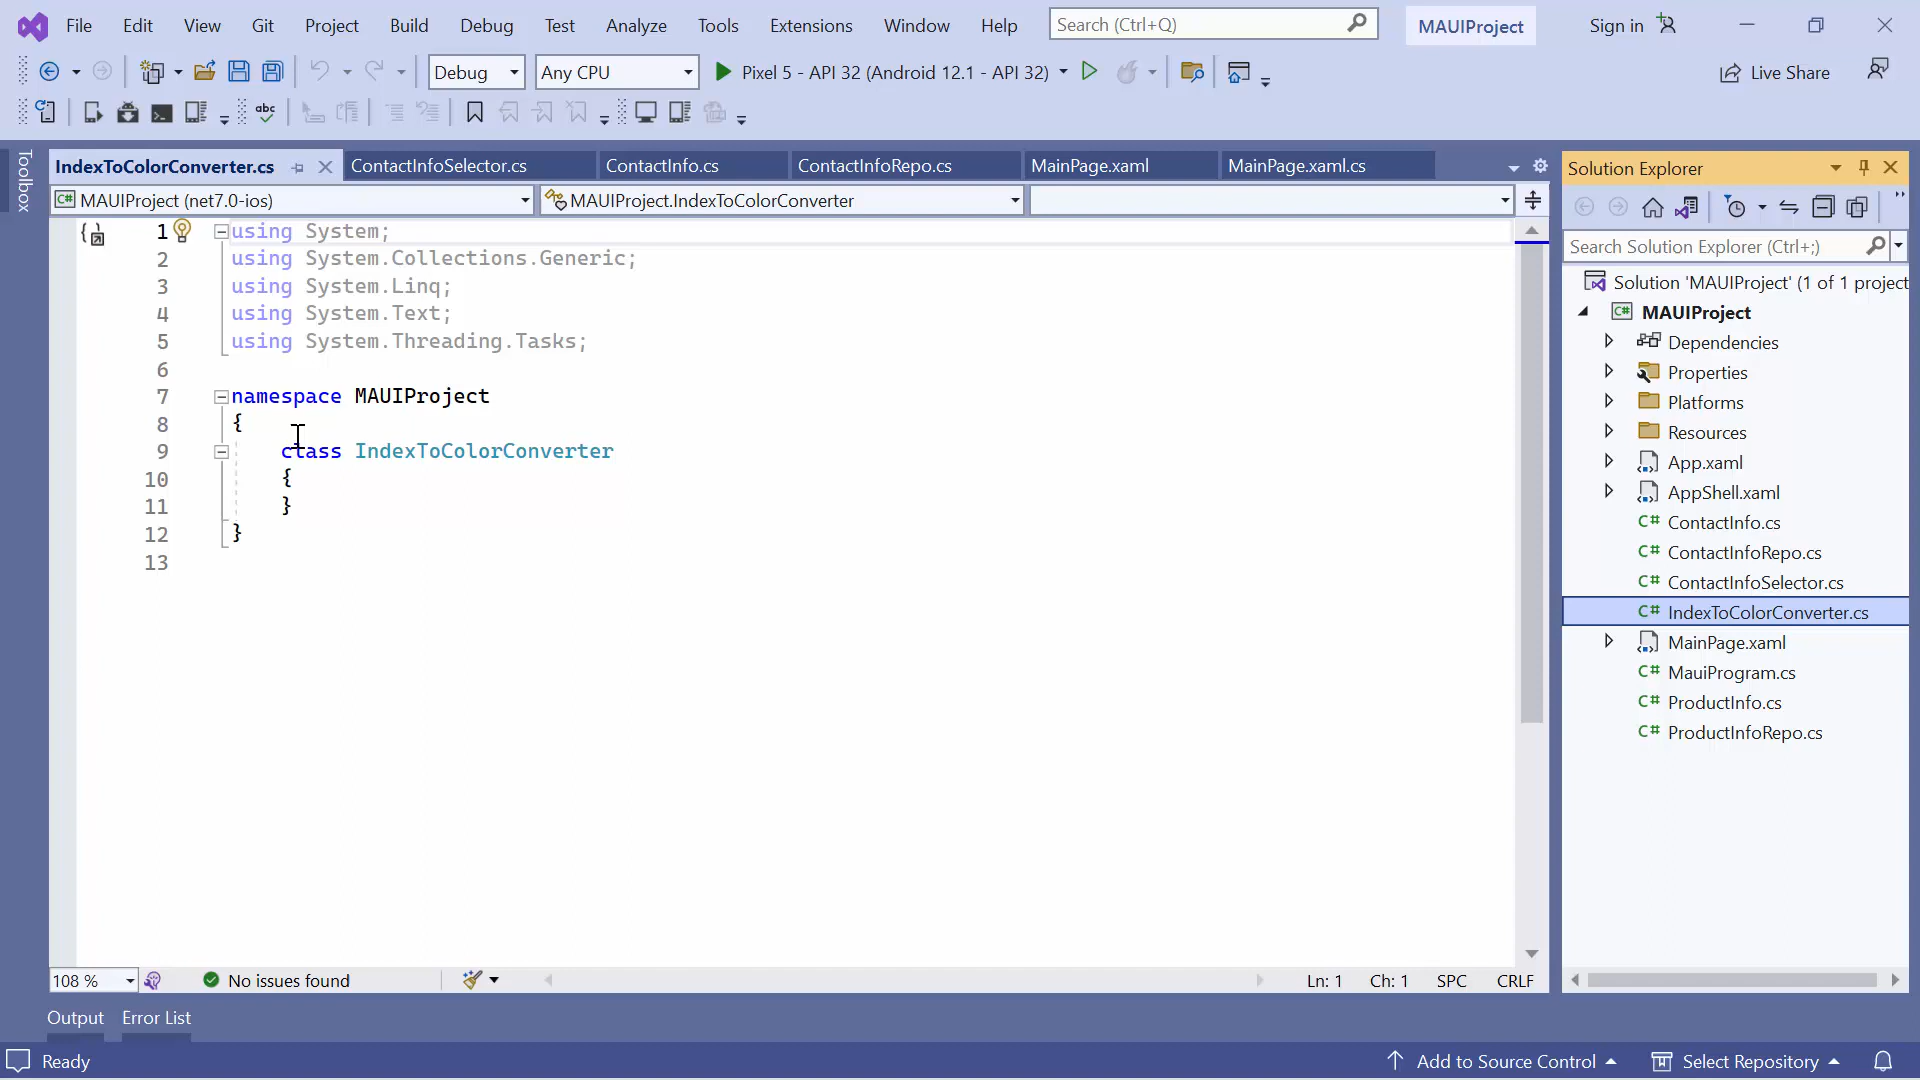 File Edit View Git Project Build Debug Test Analyze Tools Extensions Window Help Search (Ctrl+Q) MAUIProject Sign in
Debug Any CPU Pixel 5 - API 32 (Android 12.1 - API 32) Live Share
abc
Toolbox
IndexToColorConverter.cs ContactInfoSelector.cs ContactInfo.cs ContactInfoRepo.cs MainPage.xaml MainPage.xaml.cs
C# MAUIProject (net7.0-ios) MAUIProject.IndexToColorConverter
1 using System;
2 using System.Collections.Generic;
3 using System.Linq;
4 using System.Text;
5 using System.Threading.Tasks;
6
7 namespace MAUIProject
8 {
9 class IndexToColorConverter
10 {
11 }
12 }
13
108 % No issues found Ln: 1 Ch: 1 SPC CRLF
Solution Explorer
Search Solution Explorer (Ctrl+;)
Solution 'MAUIProject' (1 of 1 project
C# MAUIProject
Dependencies
Properties
Platforms
Resources
App.xaml
AppShell.xaml
C# ContactInfo.cs
C# ContactInfoRepo.cs
C# ContactInfoSelector.cs
C# IndexToColorConverter.cs
MainPage.xaml
C# MauiProgram.cs
C# ProductInfo.cs
C# ProductInfoRepo.cs
Output Error List
Ready Add to Source Control Select Repository